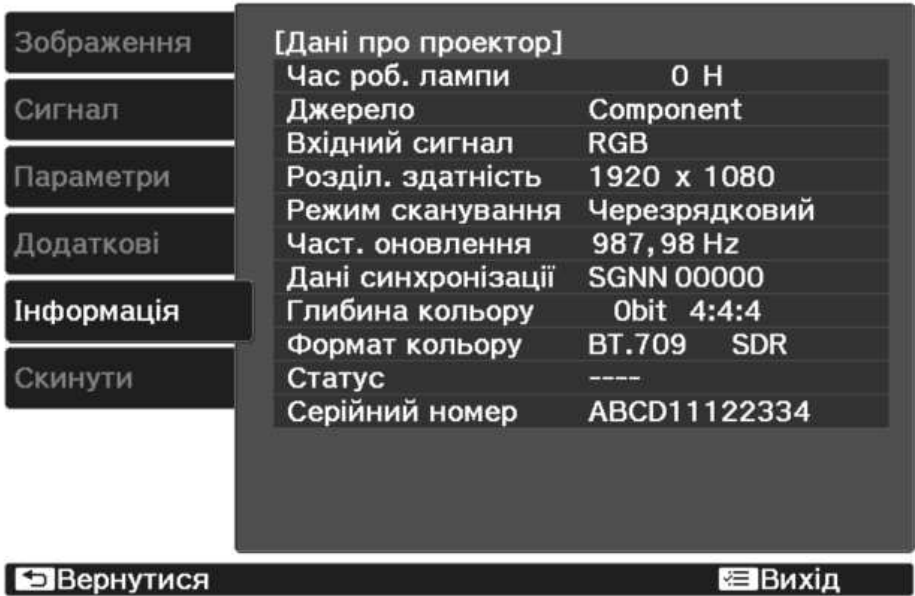 Зображення
Сигнал
Параметри
Додаткові
Інформація
Скинути
[Дані про проектор]
Час роб. лампи 0 H
Джерело Component
Вхідний сигнал RGB
Розділ. здатність 1920 x 1080
Режим сканування Черезрядковий
Част. оновлення 987,98 Hz
Дані синхронізації SGNN 00000
Глибина кольору 0bit 4:4:4
Формат кольору BT.709 SDR
Статус ----
Серійний номер ABCD11122334
Вернутися Вихід